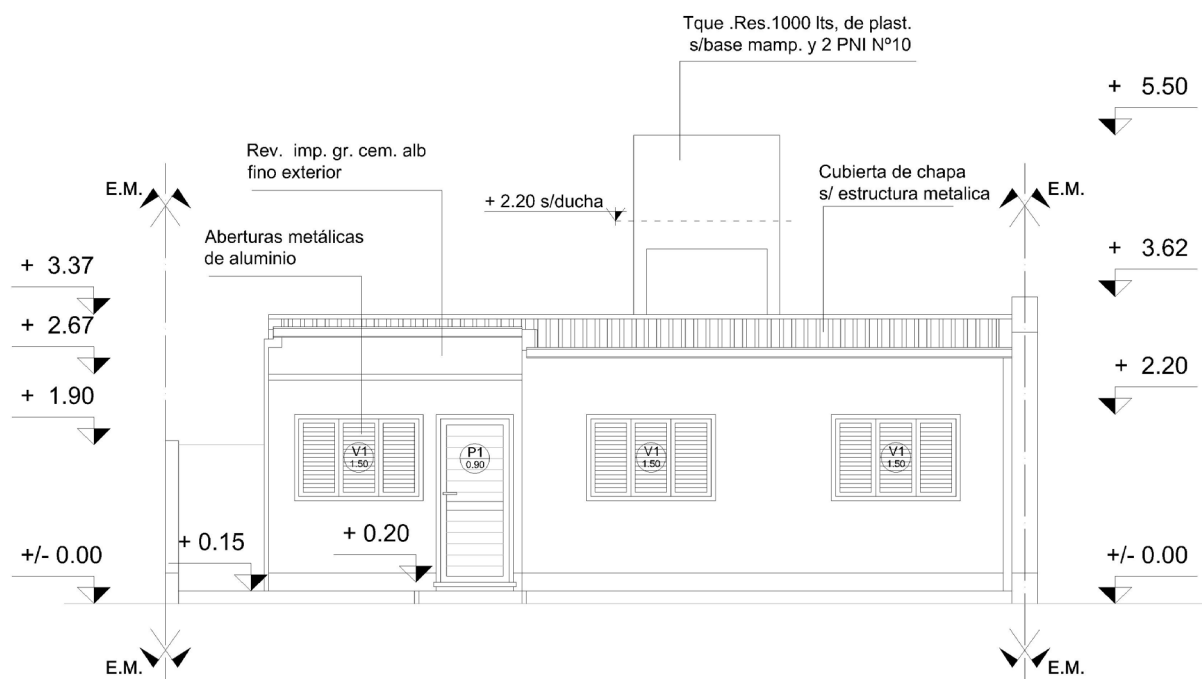 Tque .Res.1000 lts, de plast.
s/base mamp. y 2 PNI Nº10
+ 5.50
Rev. imp. gr. cem. alb
fino exterior
Cubierta de chapa
s/ estructura metalica
E.M.
E.M.
+ 2.20 s/ducha
Aberturas metálicas
de aluminio
+ 3.62
+ 3.37
+ 2.67
+ 2.20
+ 1.90
V1
1.50
P1
0.90
V1
1.50
V1
1.50
+ 0.20
+ 0.15
+/- 0.00
+/- 0.00
E.M.
E.M.